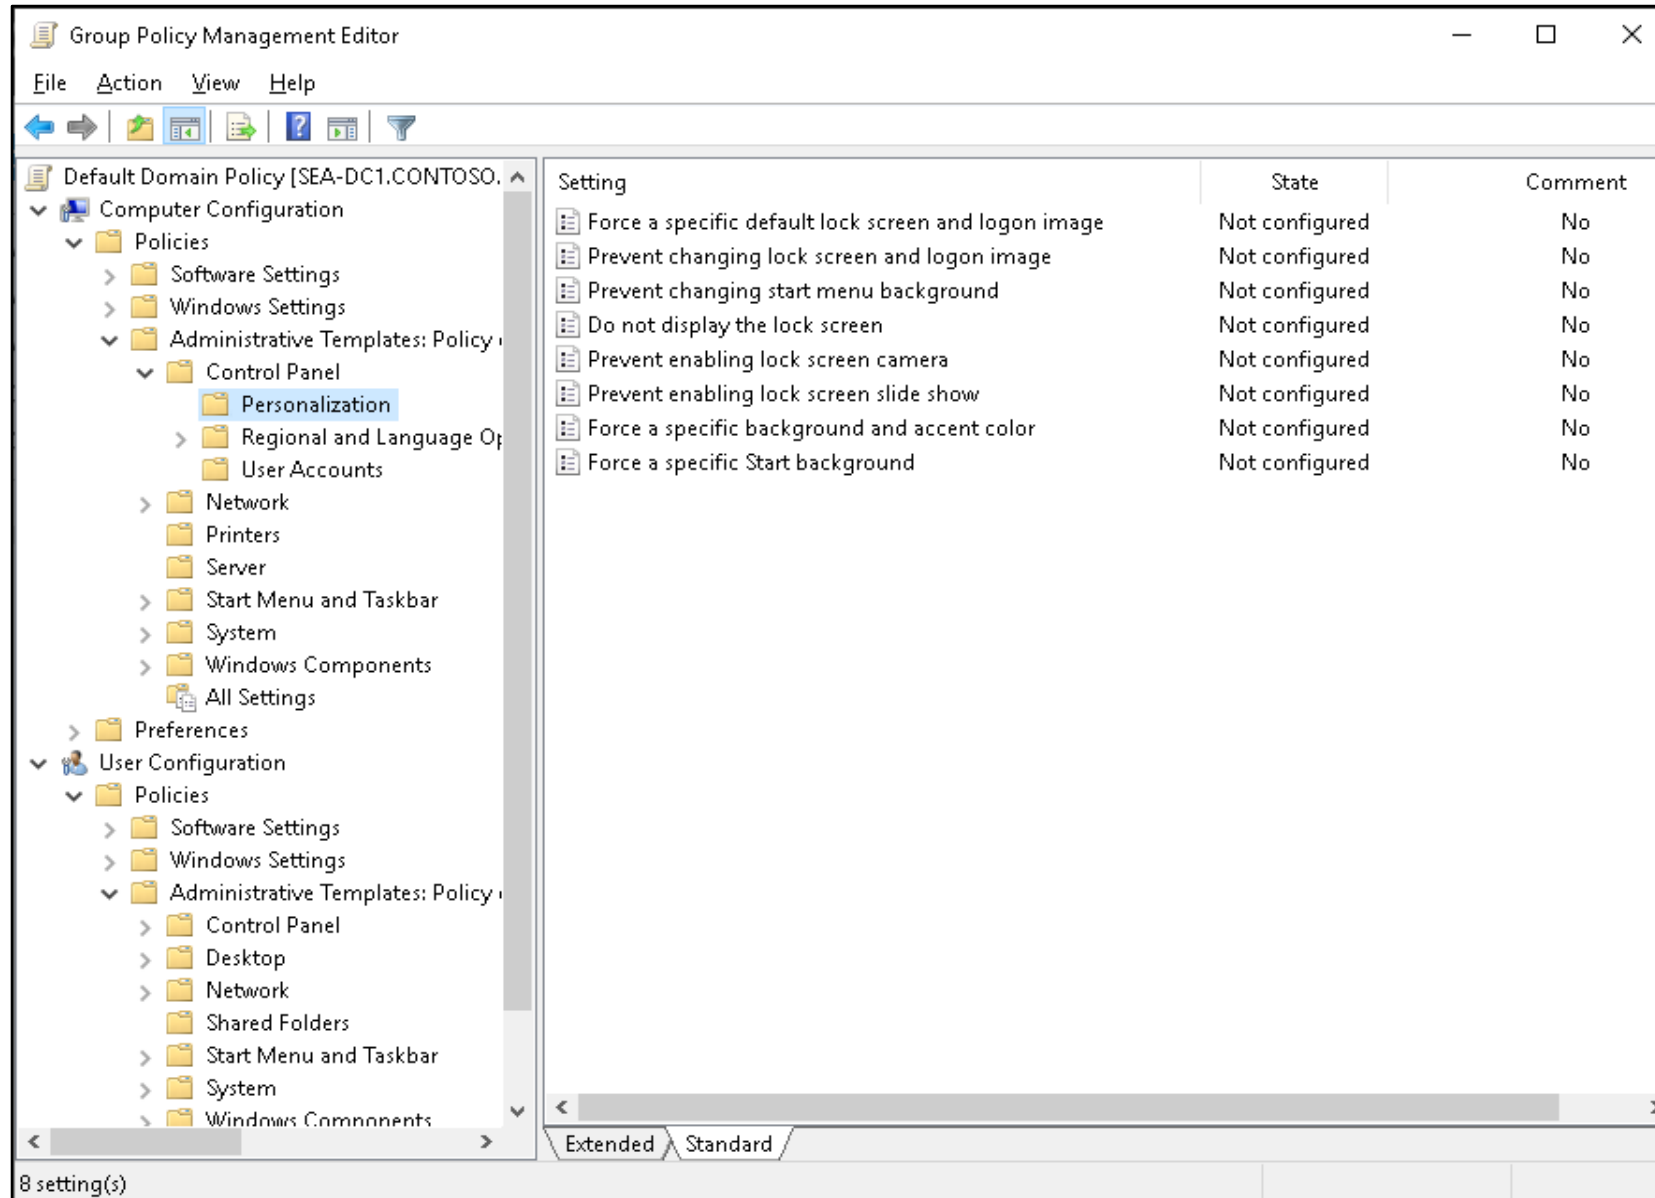 Group Policy Management Editor
File Action View Help
Default Domain Policy [SEA-DC1.CONTOSO.
Computer Configuration
Policies
Software Settings
Windows Settings
Administrative Templates: Policy
Control Panel
Personalization
Regional and Language Op
User Accounts
Network
Printers
Server
Start Menu and Taskbar
System
Windows Components
All Settings
Preferences
User Configuration
Policies
Software Settings
Windows Settings
Administrative Templates: Policy
Control Panel
Desktop
Network
Shared Folders
Start Menu and Taskbar
System
Windows Components
Setting State Comment
Force a specific default lock screen and logon image Not configured No
Prevent changing lock screen and logon image Not configured No
Prevent changing start menu background Not configured No
Do not display the lock screen Not configured No
Prevent enabling lock screen camera Not configured No
Prevent enabling lock screen slide show Not configured No
Force a specific background and accent color Not configured No
Force a specific Start background Not configured No
Extended Standard
8 setting(s)